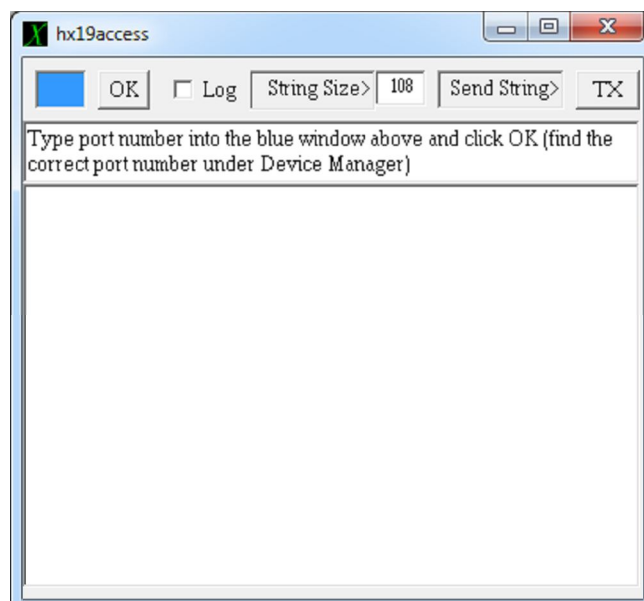 hx19access
OK Log String Size> 108 Send String> TX
Type port number into the blue window above and click OK (find the
correct port number under Device Manager)